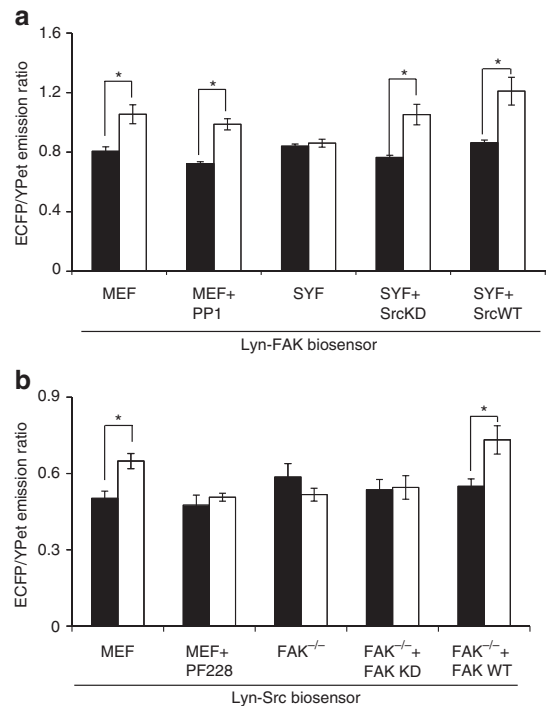 a
ECFP/YPet emission ratio
1.6
1.2
0.8
0.4
0
*
*
*
*
MEF
MEF+
PP1
SYF
SYF+
SrcKD
SYF+
SrcWT
Lyn-FAK biosensor
b
ECFP/YPet emission ratio
0.9
0.6
0.3
0
*
*
MEF
MEF+
PF228
FAK⁻/⁻
FAK⁻/⁻+
FAK KD
FAK⁻/⁻+
FAK WT
Lyn-Src biosensor